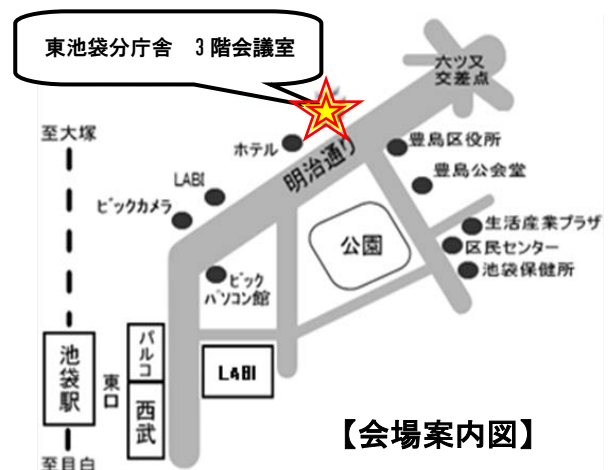 東池袋分庁舎 3階会議室
六ツ又
交差点
至大塚
ホテル
明治通り
豊島区役所
豊島公会堂
LABI
ビックカメラ
公園
生活産業プラザ
区民センター
池袋保健所
ビック
パソコン館
パルコ
LABI
池袋駅
東口
西武
【会場案内図】
至目白